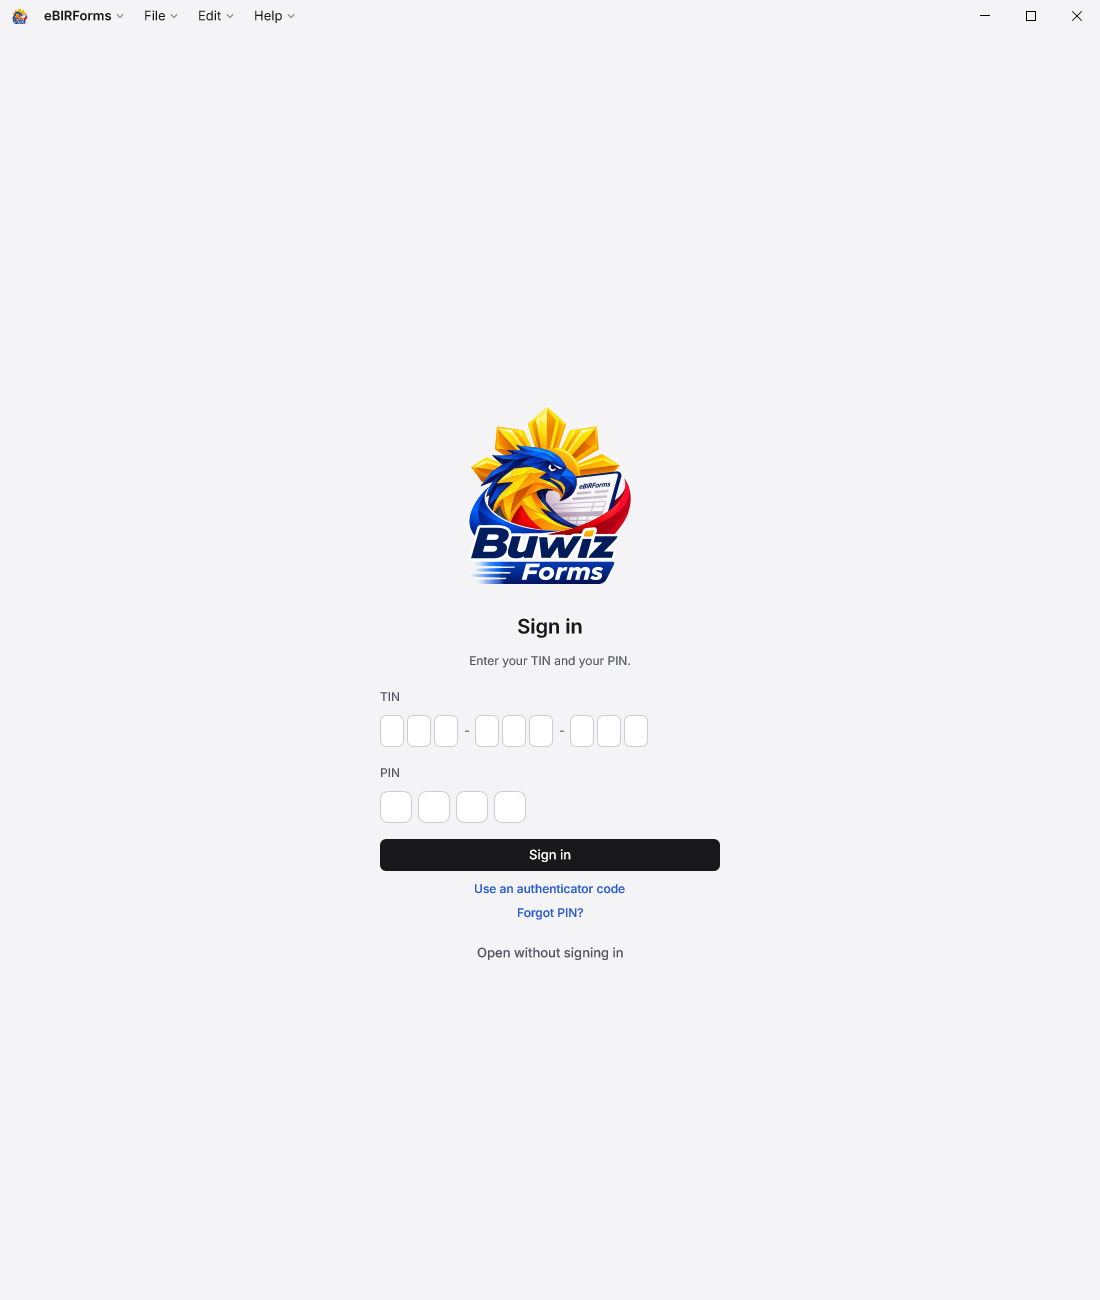 eBIRForms File Edit Help
eBIRForms
Buwiz
Forms
Sign in
Enter your TIN and your PIN.
TIN
- -
PIN
Sign in
Use an authenticator code
Forgot PIN?
Open without signing in